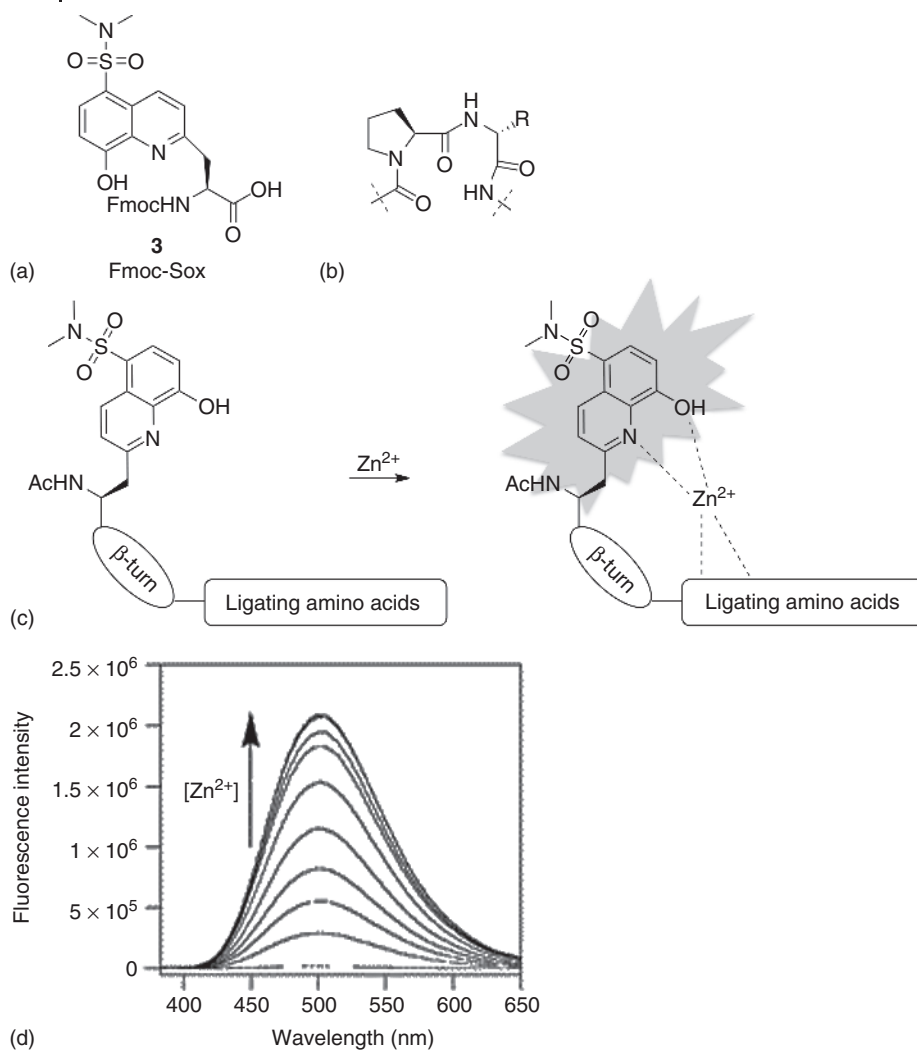 N
O=S=O
N
OH
FmocHN
OH
O
3
Fmoc-Sox
(a)
H
N
R
O
N
O
HN
O
(b)
N
S
O
O
OH
N
AcHN
β-turn
Ligating amino acids
Zn²⁺
N
S
O
O
OH
N
Zn²⁺
AcHN
β-turn
Ligating amino acids
(c)
Fluorescence intensity
2.5 × 10⁶
2 × 10⁶
1.5 × 10⁶
1 × 10⁶
5 × 10⁵
0
[Zn²⁺]
400 450 500 550 600 650
Wavelength (nm)
(d)